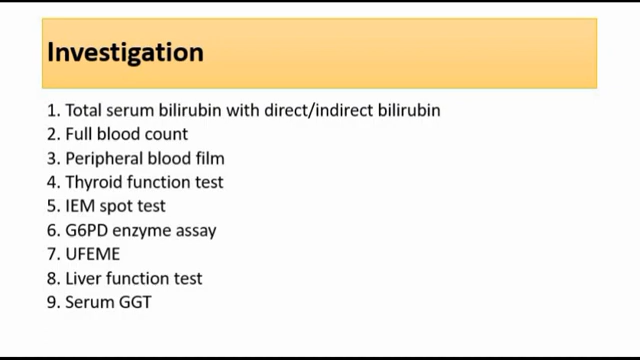 Investigation
1. Total serum bilirubin with direct/indirect bilirubin
2. Full blood count
3. Peripheral blood film
4. Thyroid function test
5. IEM spot test
6. G6PD enzyme assay
7. UFEME
8. Liver function test
9. Serum GGT